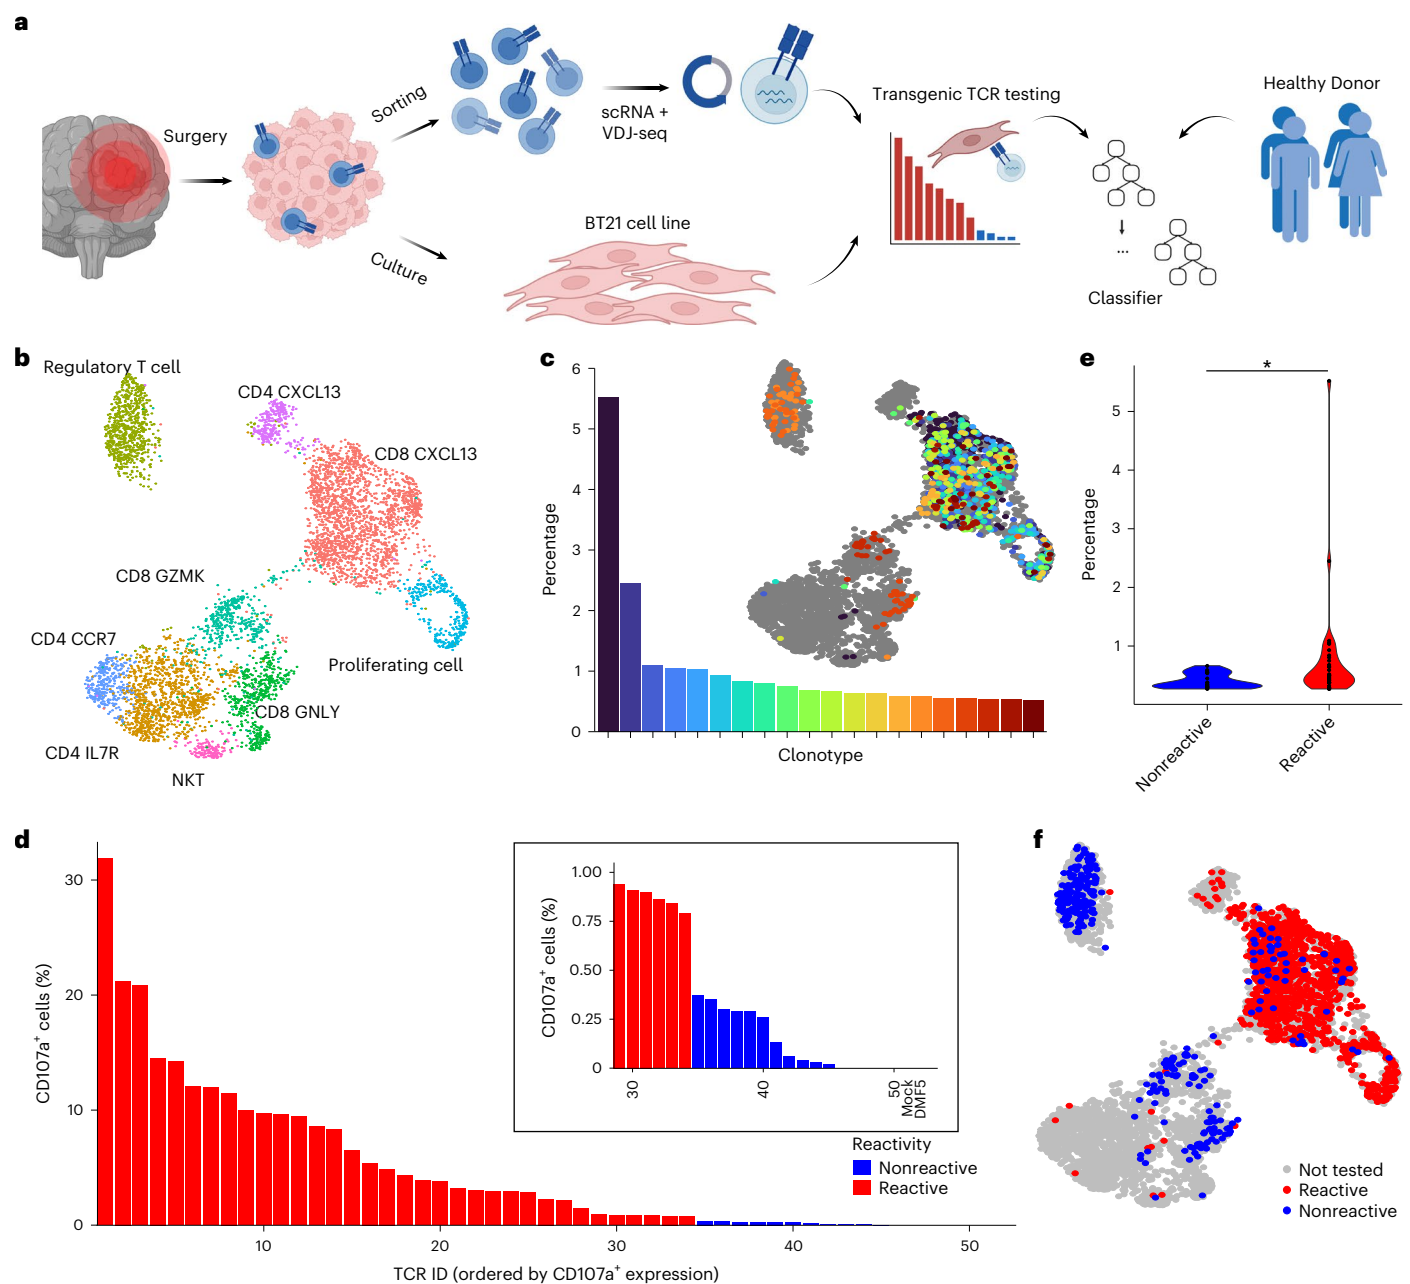 a
Surgery
Sorting
Culture
scRNA +
VDJ-seq
BT21 cell line
Transgenic TCR testing
Healthy Donor
...
Classifier
b
Regulatory T cell
CD4 CXCL13
CD8 CXCL13
CD8 GZMK
CD4 CCR7
Proliferating cell
CD8 GNLY
CD4 IL7R
NKT
c
Percentage
6
5
4
3
2
1
0
Clonotype
e
*
Percentage
5
4
3
2
1
Nonreactive
Reactive
d
CD107a+ cells (%)
30
20
10
0
10
20
30
40
50
TCR ID (ordered by CD107a+ expression)
CD107a+ cells (%)
1.00
0.75
0.50
0.25
0
30
40
50
Mock
DMF5
Reactivity
Nonreactive
Reactive
f
Not tested
Reactive
Nonreactive